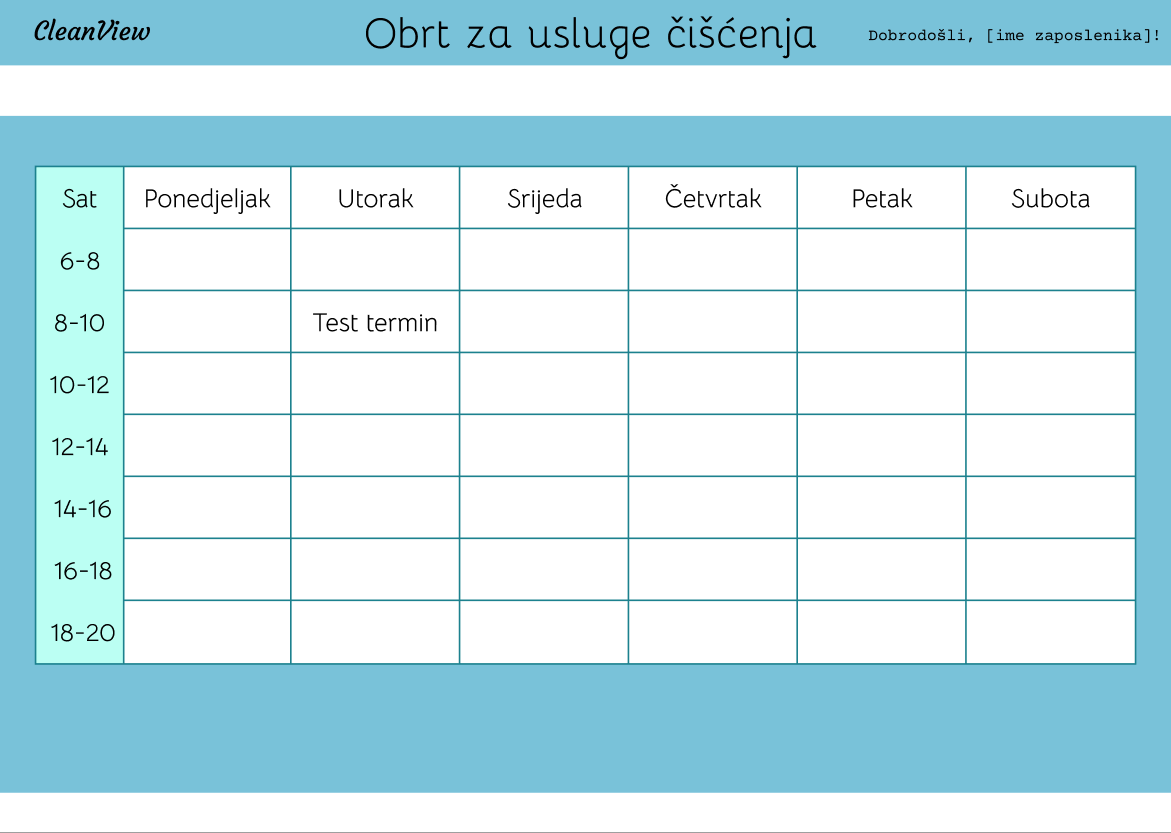 CleanView
Obrt za usluge čišćenja
Dobrodošli, [ime zaposlenika]!
Sat Ponedjeljak Utorak Srijeda Četvrtak Petak Subota
6-8
8-10 Test termin
10-12
12-14
14-16
16-18
18-20